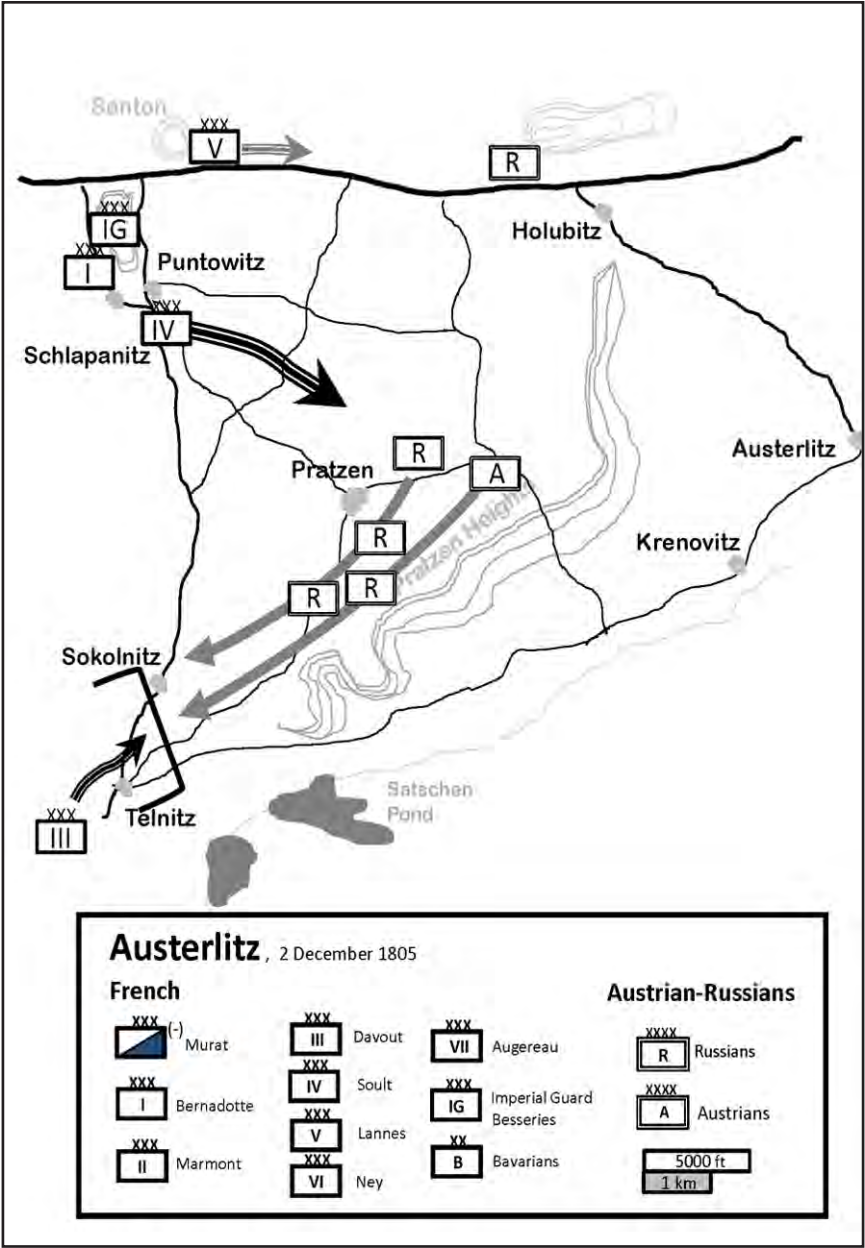 Santon
XXX
V
R
XXX
IG
Holubitz
XXX
I
Puntowitz
XXX
IV
Schlapanitz
R
Austerlitz
Pratzen
A
Pratzen Heights
R
Krenovitz
R
R
Sokolnitz
Satschen
Pond
XXX
III
Telnitz
Austerlitz, 2 December 1805
French
Austrian-Russians
XXX
(-)
Murat
XXX
I
Bernadotte
XXX
II
Marmont
XXX
III
Davout
XXX
IV
Soult
XXX
V
Lannes
XXX
VI
Ney
XXX
VII
Augereau
XXX
IG
Imperial Guard
Besseries
XX
B
Bavarians
XXXX
R
Russians
XXXX
A
Austrians
5000 ft
1 km